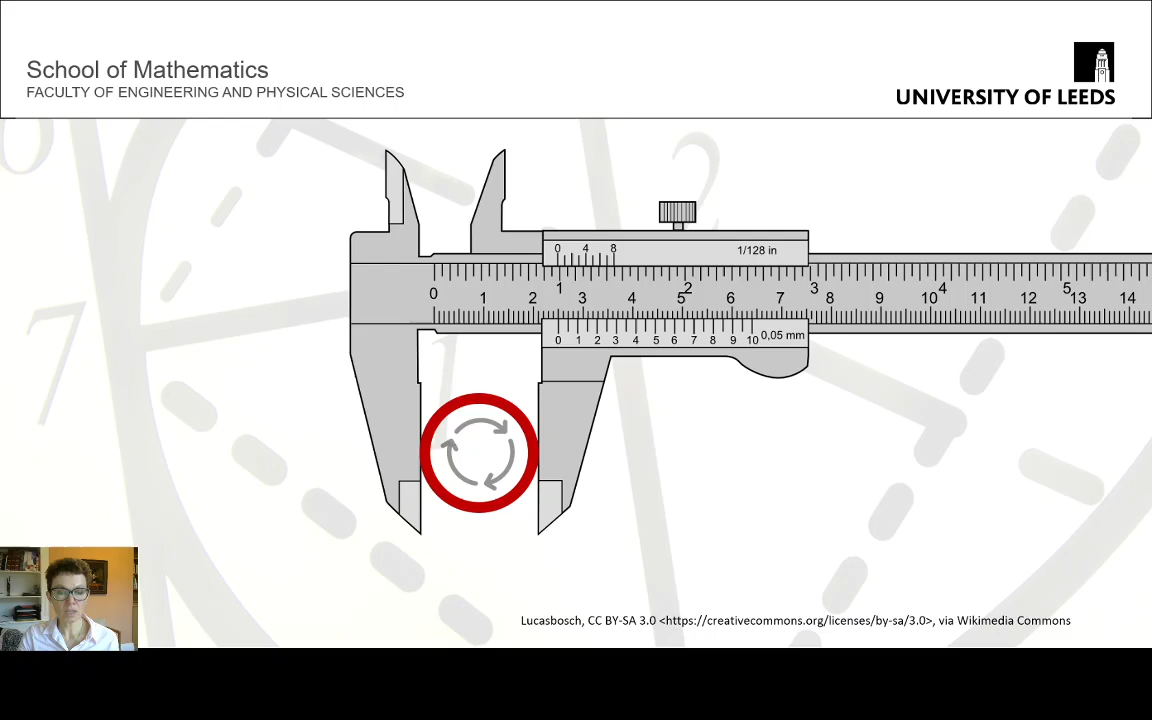 School of Mathematics
FACULTY OF ENGINEERING AND PHYSICAL SCIENCES
UNIVERSITY OF LEEDS
2
7
1
0 4 8
1/128 in
1 2 3 4 5
0 1 2 3 4 5 6 7 8 9 10 11 12 13 14
0 1 2 3 4 5 6 7 8 9 10 0,05 mm
Lucasbosch, CC BY-SA 3.0 <https://creativecommons.org/licenses/by-sa/3.0>, via Wikimedia Commons